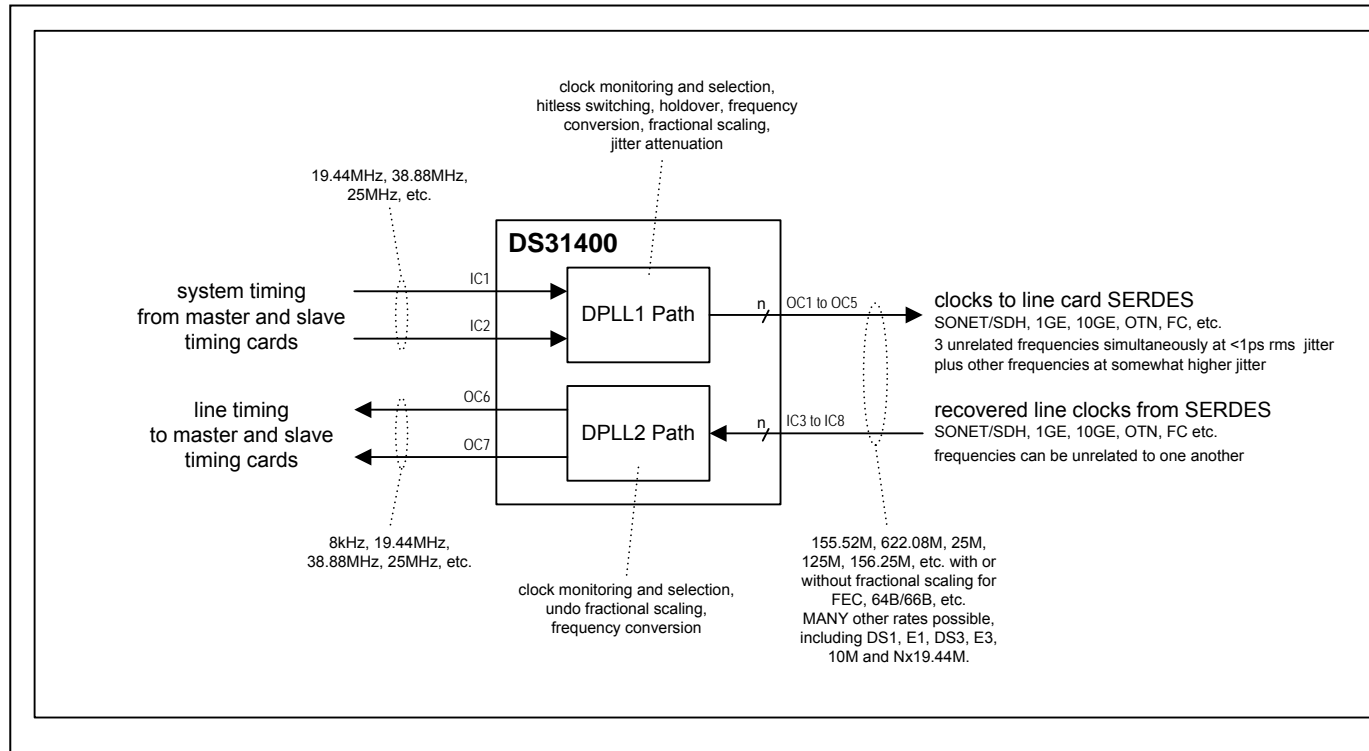 clock monitoring and selection,
hitless switching, holdover, frequency
conversion, fractional scaling,
jitter attenuation
19.44MHz, 38.88MHz,
25MHz, etc.
DS31400
system timing
from master and slave
timing cards
IC1
IC2
DPLL1 Path
n
OC1 to OC5
clocks to line card SERDES
SONET/SDH, 1GE, 10GE, OTN, FC, etc.
3 unrelated frequencies simultaneously at <1ps rms jitter
plus other frequencies at somewhat higher jitter
line timing
to master and slave
timing cards
OC6
OC7
DPLL2 Path
n
IC3 to IC8
recovered line clocks from SERDES
SONET/SDH, 1GE, 10GE, OTN, FC etc.
frequencies can be unrelated to one another
8kHz, 19.44MHz,
38.88MHz, 25MHz, etc.
clock monitoring and selection,
undo fractional scaling,
frequency conversion
155.52M, 622.08M, 25M,
125M, 156.25M, etc. with or
without fractional scaling for
FEC, 64B/66B, etc.
MANY other rates possible,
including DS1, E1, DS3, E3,
10M and Nx19.44M.